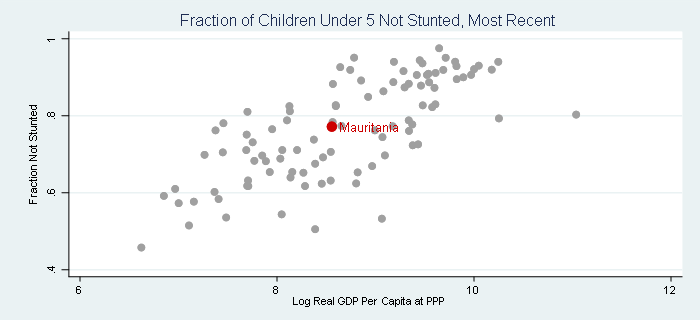 Fraction of Children Under 5 Not Stunted, Most Recent
Fraction Not Stunted
1
.8
.6
.4
Mauritania
6
8
10
12
Log Real GDP Per Capita at PPP